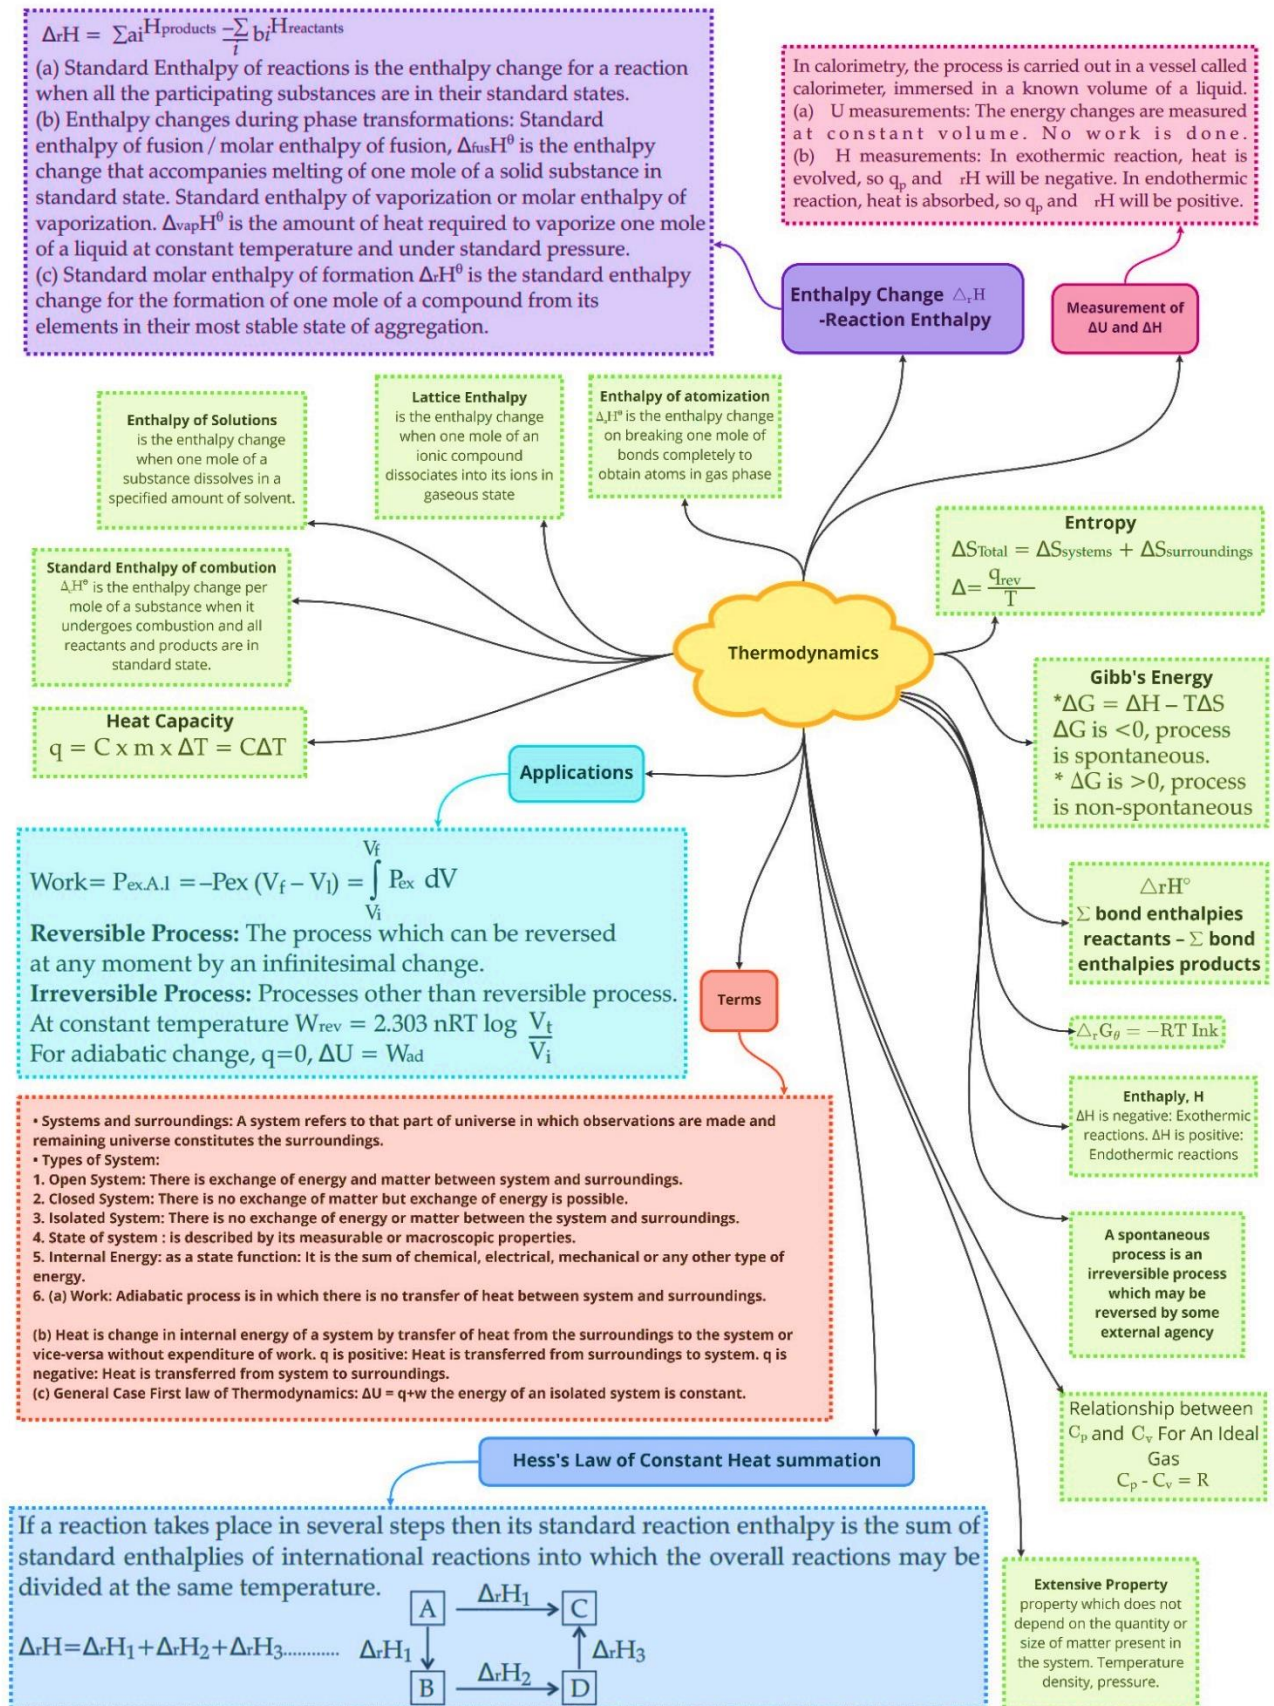 ΔrH = ∑ai^Hproducts −∑/i bi^Hreactants
(a) Standard Enthalpy of reactions is the enthalpy change for a reaction
when all the participating substances are in their standard states.
(b) Enthalpy changes during phase transformations: Standard
enthalpy of fusion / molar enthalpy of fusion, ΔfusH^θ is the enthalpy
change that accompanies melting of one mole of a solid substance in
standard state. Standard enthalpy of vaporization or molar enthalpy of
vaporization. ΔvapH^θ is the amount of heat required to vaporize one mole
of a liquid at constant temperature and under standard pressure.
(c) Standard molar enthalpy of formation ΔrH^θ is the standard enthalpy
change for the formation of one mole of a compound from its
elements in their most stable state of aggregation.
In calorimetry, the process is carried out in a vessel called
calorimeter, immersed in a known volume of a liquid.
(a) U measurements: The energy changes are measured
at constant volume. No work is done.
(b) H measurements: In exothermic reaction, heat is
evolved, so qp and rH will be negative. In endothermic
reaction, heat is absorbed, so qp and rH will be positive.
Enthalpy Change △rH
-Reaction Enthalpy
Measurement of
ΔU and ΔH
Enthalpy of Solutions
is the enthalpy change
when one mole of a
substance dissolves in a
specified amount of solvent.
Lattice Enthalpy
is the enthalpy change
when one mole of an
ionic compound
dissociates into its ions in
gaseous state
Enthalpy of atomization
ΔaH^θ is the enthalpy change
on breaking one mole of
bonds completely to
obtain atoms in gas phase
Standard Enthalpy of combution
ΔcH^θ is the enthalpy change per
mole of a substance when it
undergoes combustion and all
reactants and products are in
standard state.
Heat Capacity
q = C x m x ΔT = CΔT
Thermodynamics
Entropy
ΔSTotal = ΔSsystems + ΔSsurroundings
Δ= qrev/T
Gibb's Energy
*ΔG = ΔH – TΔS
ΔG is <0, process
is spontaneous.
* ΔG is >0, process
is non-spontaneous
Applications
Work= Pex.A.l = –Pex (Vf – Vl) = ∫Vi^Vf Pex dV
Reversible Process: The process which can be reversed
at any moment by an infinitesimal change.
Irreversible Process: Processes other than reversible process.
At constant temperature Wrev = 2.303 nRT log Vt/Vi
For adiabatic change, q=0, ΔU = Wad
△rH°
Σ bond enthalpies
reactants – Σ bond
enthalpies products
△rGθ = −RT Ink
Enthaply, H
ΔH is negative: Exothermic
reactions. ΔH is positive:
Endothermic reactions
A spontaneous
process is an
irreversible process
which may be
reversed by some
external agency
Terms
• Systems and surroundings: A system refers to that part of universe in which observations are made and
remaining universe constitutes the surroundings.
• Types of System:
1. Open System: There is exchange of energy and matter between system and surroundings.
2. Closed System: There is no exchange of matter but exchange of energy is possible.
3. Isolated System: There is no exchange of energy or matter between the system and surroundings.
4. State of system : is described by its measurable or macroscopic properties.
5. Internal Energy: as a state function: It is the sum of chemical, electrical, mechanical or any other type of
energy.
6. (a) Work: Adiabatic process is in which there is no transfer of heat between system and surroundings.
(b) Heat is change in internal energy of a system by transfer of heat from the surroundings to the system or
vice-versa without expenditure of work. q is positive: Heat is transferred from surroundings to system. q is
negative: Heat is transferred from system to surroundings.
(c) General Case First law of Thermodynamics: ΔU = q+w the energy of an isolated system is constant.
Relationship between
Cp and Cv For An Ideal
Gas
Cp - Cv = R
Hess's Law of Constant Heat summation
If a reaction takes place in several steps then its standard reaction enthalpy is the sum of
standard enthalplies of international reactions into which the overall reactions may be
divided at the same temperature.
A ΔrH1 C
ΔrH=ΔrH1+ΔrH2+ΔrH3............ ΔrH1 ΔrH3
B ΔrH2 D
Extensive Property
property which does not
depend on the quantity or
size of matter present in
the system. Temperature
density, pressure.